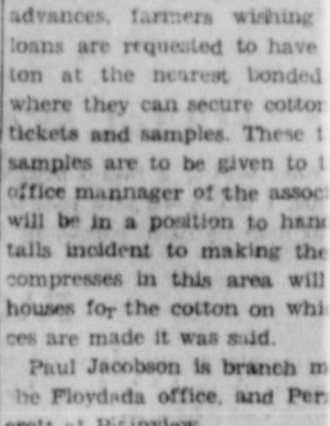 advances, farmers wishing
loans are requested to have
ton at the nearest bonded
where they can secure cottor
tickets and samples. These t
samples are to be given to t
office mannager of the assoc
will be in a position to hand
tails incident to making the
compresses in this area will
houses for the cotton on whi
ces are made it was said.
Paul Jacobson is branch m
he Floydada office, and Per
at Plainview